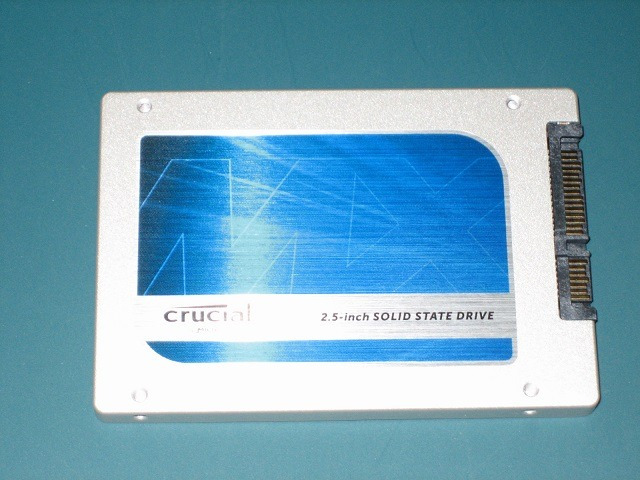 crucial
2.5-inch SOLID STATE DRIVE